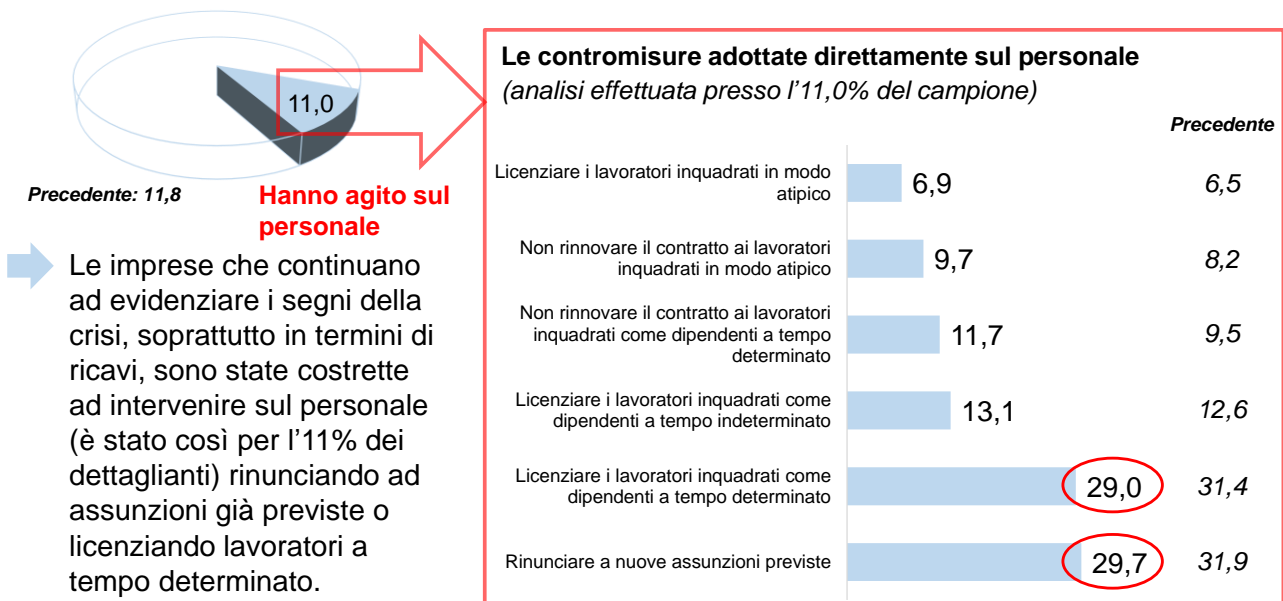 11,0
Precedente: 11,8
Hanno agito sul
personale
Le imprese che continuano
ad evidenziare i segni della
crisi, soprattutto in termini di
ricavi, sono state costrette
ad intervenire sul personale
(è stato così per l’11% dei
dettaglianti) rinunciando ad
assunzioni già previste o
licenziando lavoratori a
tempo determinato.
Le contromisure adottate direttamente sul personale
(analisi effettuata presso l’11,0% del campione)
Precedente
Licenziare i lavoratori inquadrati in modo
atipico
6,9
6,5
Non rinnovare il contratto ai lavoratori
inquadrati in modo atipico
9,7
8,2
Non rinnovare il contratto ai lavoratori
inquadrati come dipendenti a tempo
determinato
11,7
9,5
Licenziare i lavoratori inquadrati come
dipendenti a tempo indeterminato
13,1
12,6
Licenziare i lavoratori inquadrati come
dipendenti a tempo determinato
29,0
31,4
Rinunciare a nuove assunzioni previste
29,7
31,9